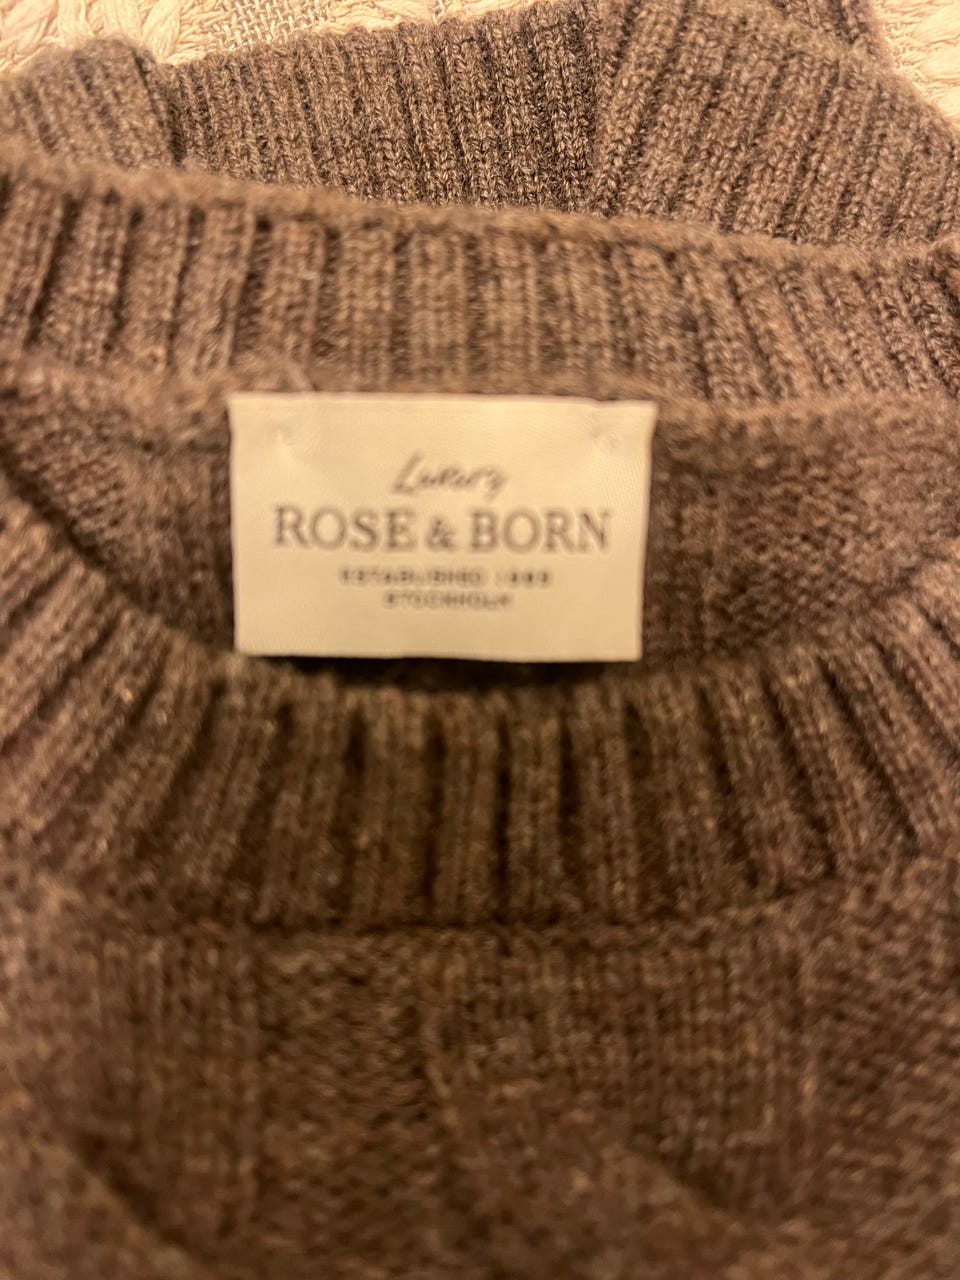 Luxury
ROSE & BORN
ESTABLISHED
STOCKHOLM